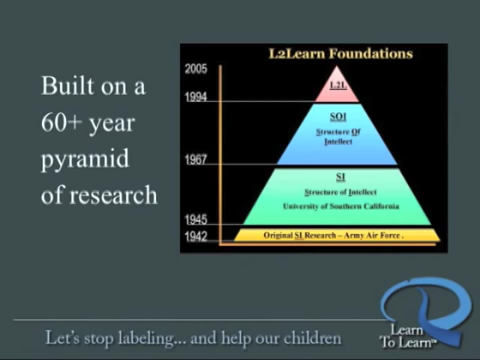 Built on a
60+ year
pyramid
of research
L2Learn Foundations
2005
L2L
1994
SOI
Structure Of
Intellect
1967
SI
Structure of Intellect
University of Southern California
1945
Original SI Research – Army Air Force .
1942
Let's stop labeling... and help our children
Learn
To Learn™